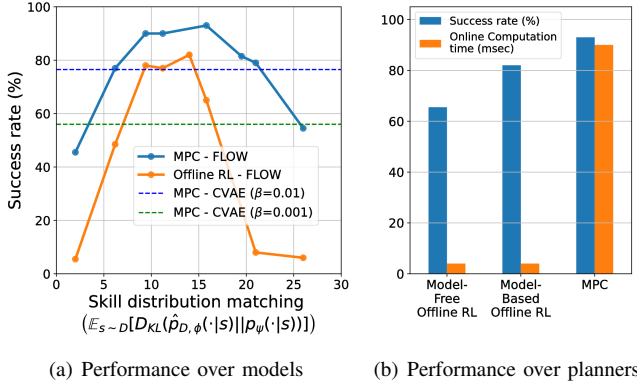 100
80
60
40
20
0
Success rate (%)
MPC - FLOW
Offline RL - FLOW
MPC - CVAE (β=0.01)
MPC - CVAE (β=0.001)
0 5 10 15 20 25 30
Skill distribution matching
(𝔼ₛ∼D[D_KL(p̂_D,ϕ(·|s)||p_ψ(·|s))])
(a) Performance over models
100
80
60
40
20
0
Success rate (%)
Online Computation
time (msec)
Model-
Free
Offline RL
Model-
Based
Offline RL
MPC
(b) Performance over planners